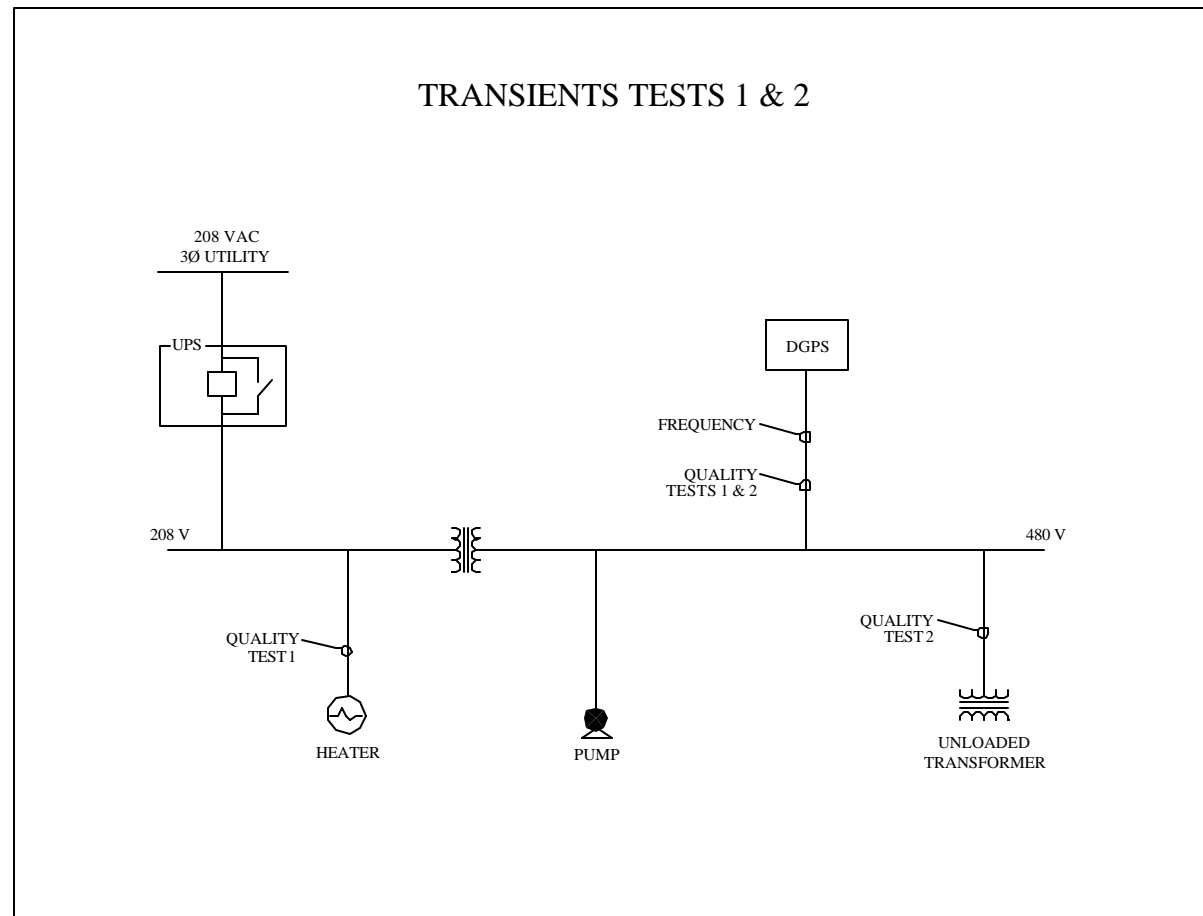 TRANSIENTS TESTS 1 & 2
208 VAC
3Ø UTILITY
UPS
DGPS
FREQUENCY
QUALITY
TESTS 1 & 2
208 V
480 V
QUALITY
TEST 1
QUALITY
TEST 2
HEATER
PUMP
UNLOADED
TRANSFORMER